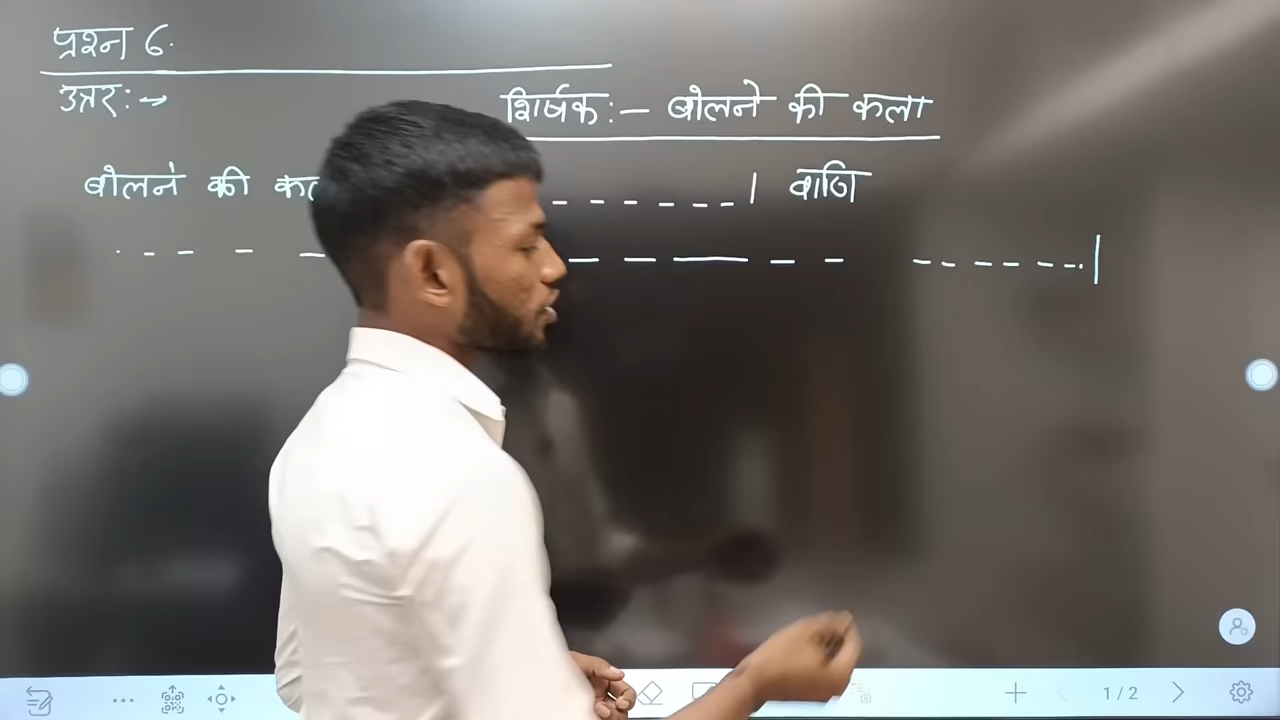 प्रश्न 6.
उत्तर:→
शिर्षक:- बोलने की कला
बोलने की । वाणि
1/2